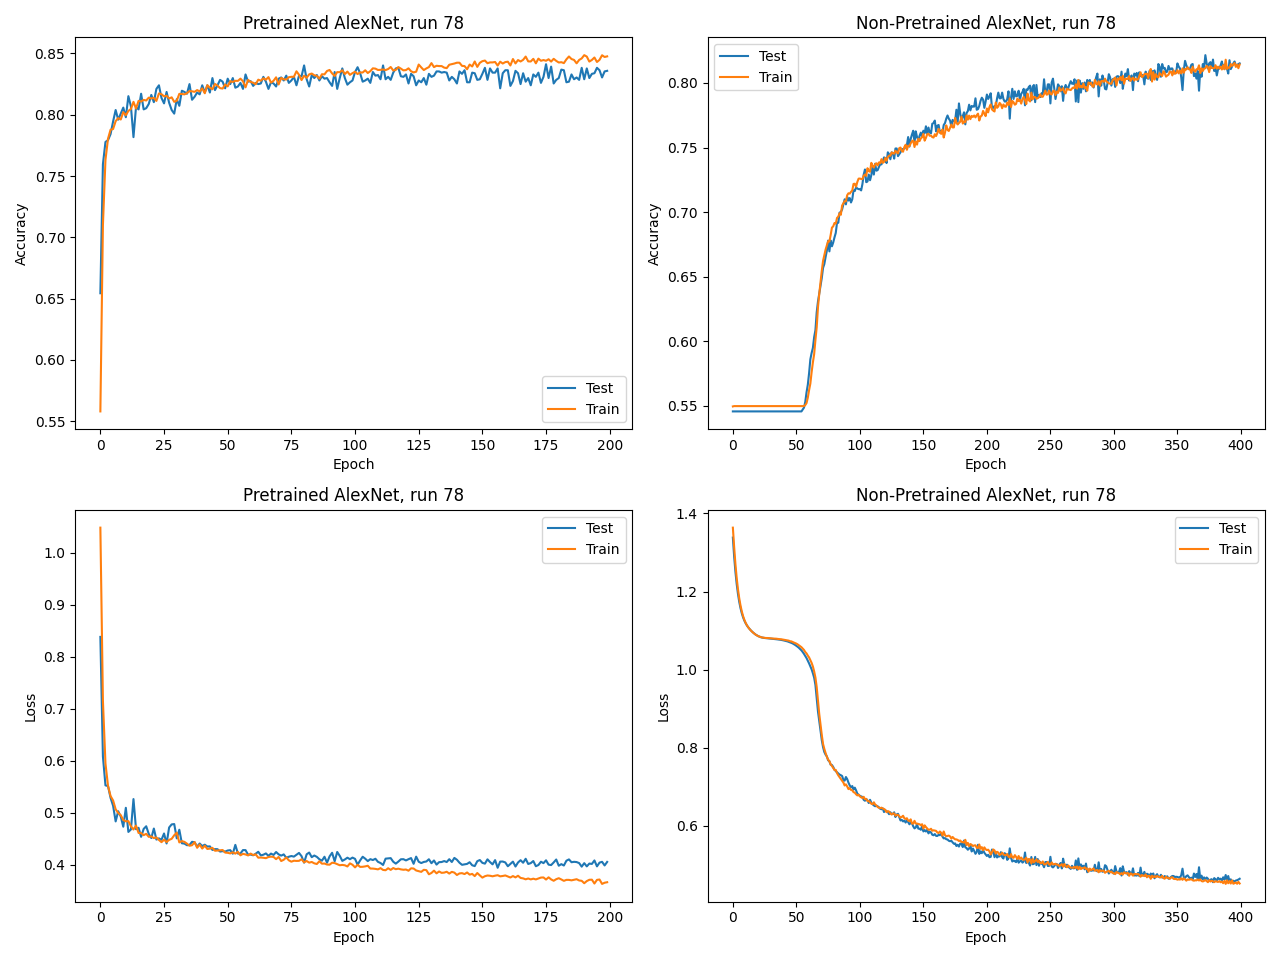 Pretrained AlexNet, run 78
0.85
0.80
0.75
0.70
0.65
0.60
0.55
Accuracy
Test
Train
0 25 50 75 100 125 150 175 200
Epoch
Non-Pretrained AlexNet, run 78
Test
Train
0.80
0.75
0.70
0.65
0.60
0.55
Accuracy
0 50 100 150 200 250 300 350 400
Epoch
Pretrained AlexNet, run 78
Test
Train
1.0
0.9
0.8
0.7
0.6
0.5
0.4
Loss
0 25 50 75 100 125 150 175 200
Epoch
Non-Pretrained AlexNet, run 78
1.4
1.2
1.0
0.8
0.6
Loss
Test
Train
0 50 100 150 200 250 300 350 400
Epoch